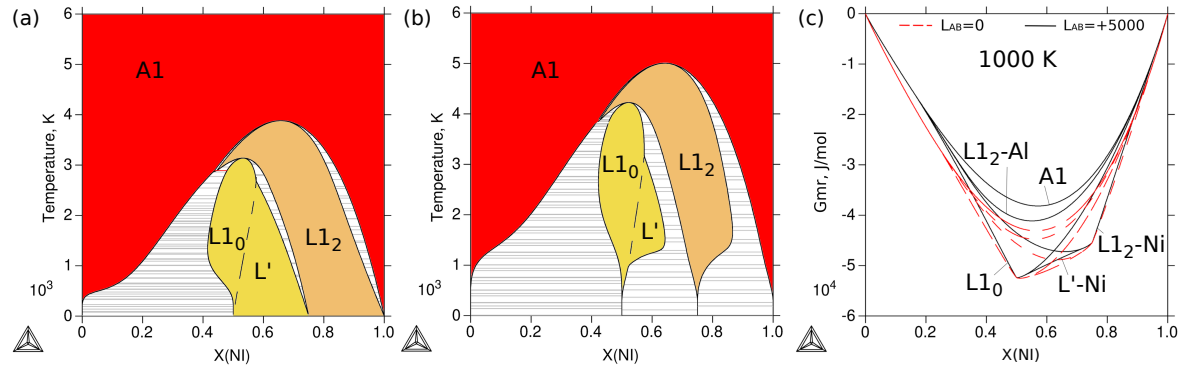 (a)
6
5
4
3
2
1
0
10³
Temperature, K
A1
L1₀
L'
L1₂
0
0.2
0.4
0.6
0.8
1.0
X(NI)
(b)
6
5
4
3
2
1
0
10³
Temperature, K
A1
L1₀
L'
L1₂
0
0.2
0.4
0.6
0.8
1.0
X(NI)
(c)
0
-1
-2
-3
-4
-5
-6
10⁴
Gmr, J/mol
L_AB=0
L_AB=+5000
1000 K
L1₂-Al
A1
L1₂-Ni
L'-Ni
L1₀
0
0.2
0.4
0.6
0.8
1.0
X(NI)